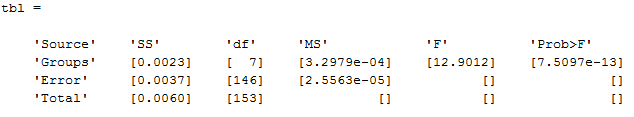 tbl =
'Source' 'SS' 'df' 'MS' 'F' 'Prob>F'
'Groups' [0.0023] [ 7] [3.2979e-04] [12.9012] [7.5097e-13]
'Error' [0.0037] [146] [2.5563e-05] [] []
'Total' [0.0060] [153] [] [] []